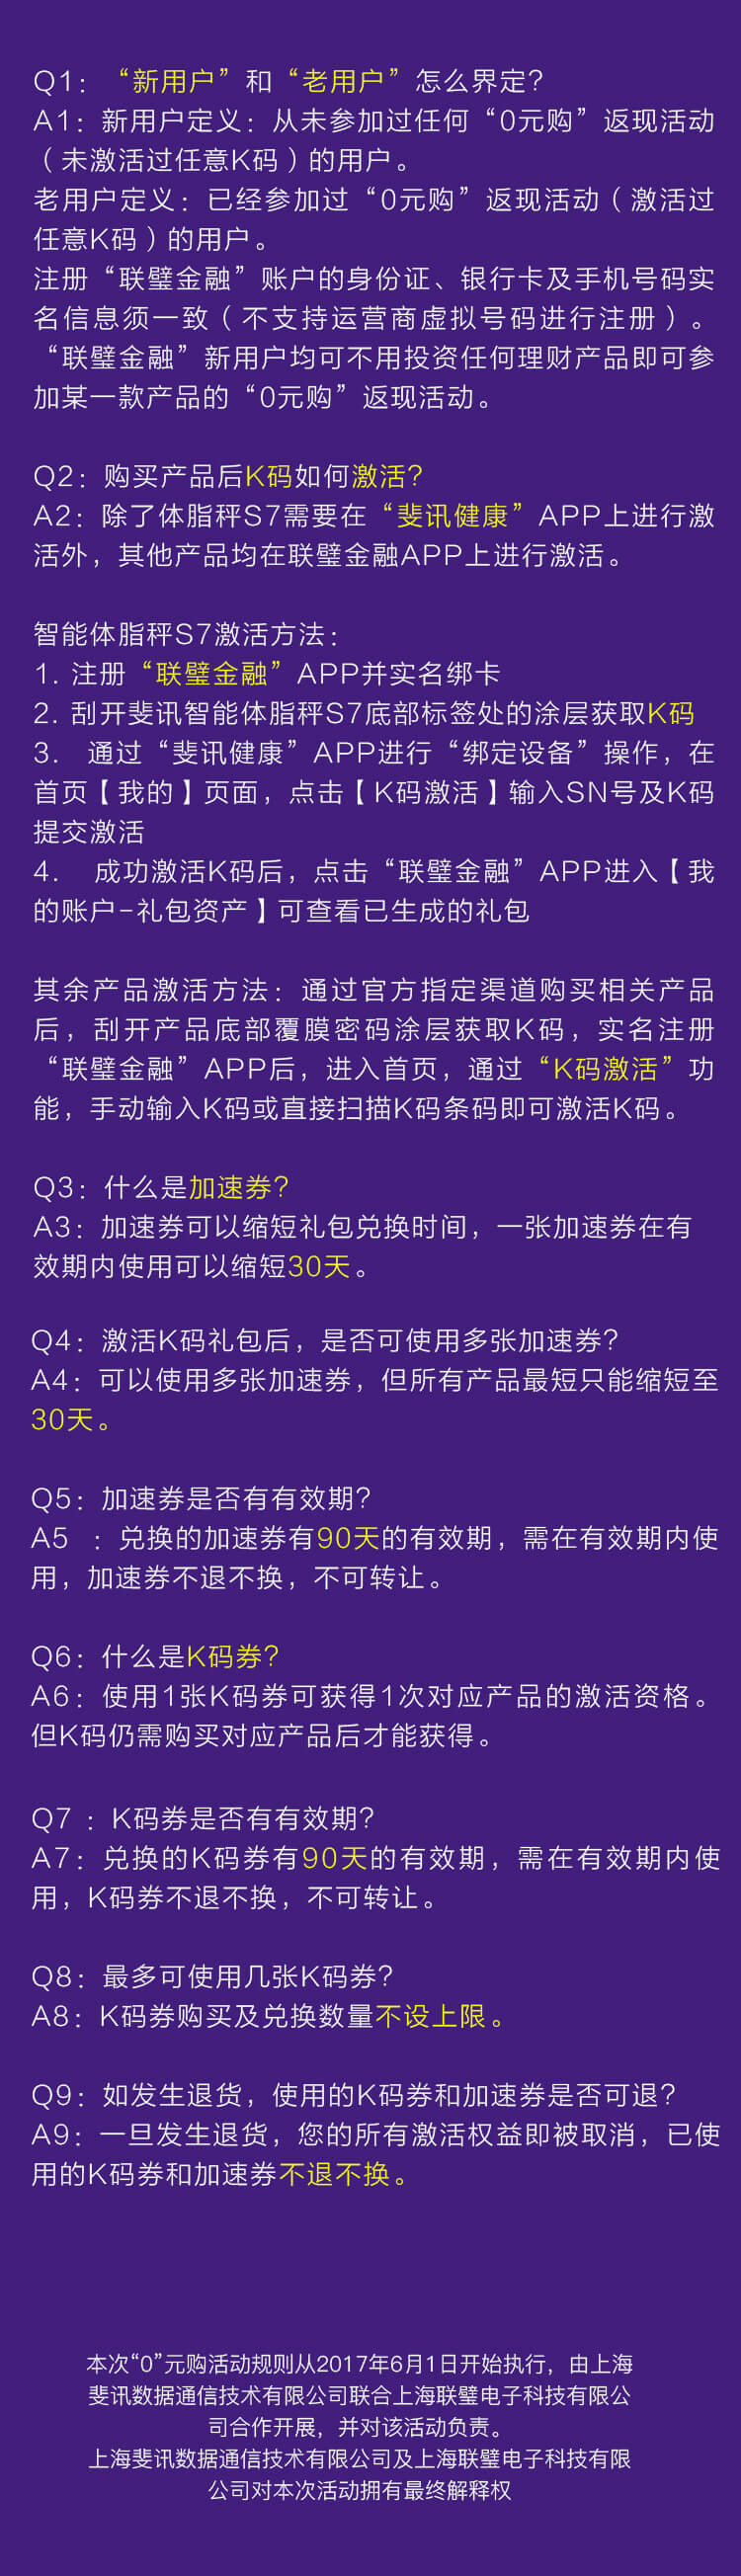 Q1：“新用户”和“老用户”怎么界定？
A1：新用户定义：从未参加过任何“0元购”返现活动
（未激活过任意K码）的用户。
老用户定义：已经参加过“0元购”返现活动（激活过
任意K码）的用户。
注册“联璧金融”账户的身份证、银行卡及手机号码实
名信息须一致（不支持运营商虚拟号码进行注册）。
“联璧金融”新用户均可不用投资任何理财产品即可参
加某一款产品的“0元购”返现活动。
Q2：购买产品后K码如何激活？
A2：除了体脂秤S7需要在“斐讯健康”APP上进行激
活外，其他产品均在联璧金融APP上进行激活。
智能体脂秤S7激活方法：
1. 注册“联璧金融”APP并实名绑卡
2. 刮开斐讯智能体脂秤S7底部标签处的涂层获取K码
3. 通过“斐讯健康”APP进行“绑定设备”操作，在
首页【我的】页面，点击【K码激活】输入SN号及K码
提交激活
4. 成功激活K码后，点击“联璧金融”APP进入【我
的账户-礼包资产】可查看已生成的礼包
其余产品激活方法：通过官方指定渠道购买相关产品
后，刮开产品底部覆膜密码涂层获取K码，实名注册
“联璧金融”APP后，进入首页，通过“K码激活”功
能，手动输入K码或直接扫描K码条码即可激活K码。
Q3：什么是加速券？
A3：加速券可以缩短礼包兑换时间，一张加速券在有
效期内使用可以缩短30天。
Q4：激活K码礼包后，是否可使用多张加速券？
A4：可以使用多张加速券，但所有产品最短只能缩短至
30天。
Q5：加速券是否有有效期？
A5 ：兑换的加速券有90天的有效期，需在有效期内使
用，加速券不退不换，不可转让。
Q6：什么是K码券？
A6：使用1张K码券可获得1次对应产品的激活资格。
但K码仍需购买对应产品后才能获得。
Q7 ：K码券是否有有效期？
A7：兑换的K码券有90天的有效期，需在有效期内使
用，K码券不退不换，不可转让。
Q8：最多可使用几张K码券？
A8：K码券购买及兑换数量不设上限。
Q9：如发生退货，使用的K码券和加速券是否可退？
A9：一旦发生退货，您的所有激活权益即被取消，已使
用的K码券和加速券不退不换。
本次“0”元购活动规则从2017年6月1日开始执行，由上海
斐讯数据通信技术有限公司联合上海联璧电子科技有限公
司合作开展，并对该活动负责。
上海斐讯数据通信技术有限公司及上海联璧电子科技有限
公司对本次活动拥有最终解释权